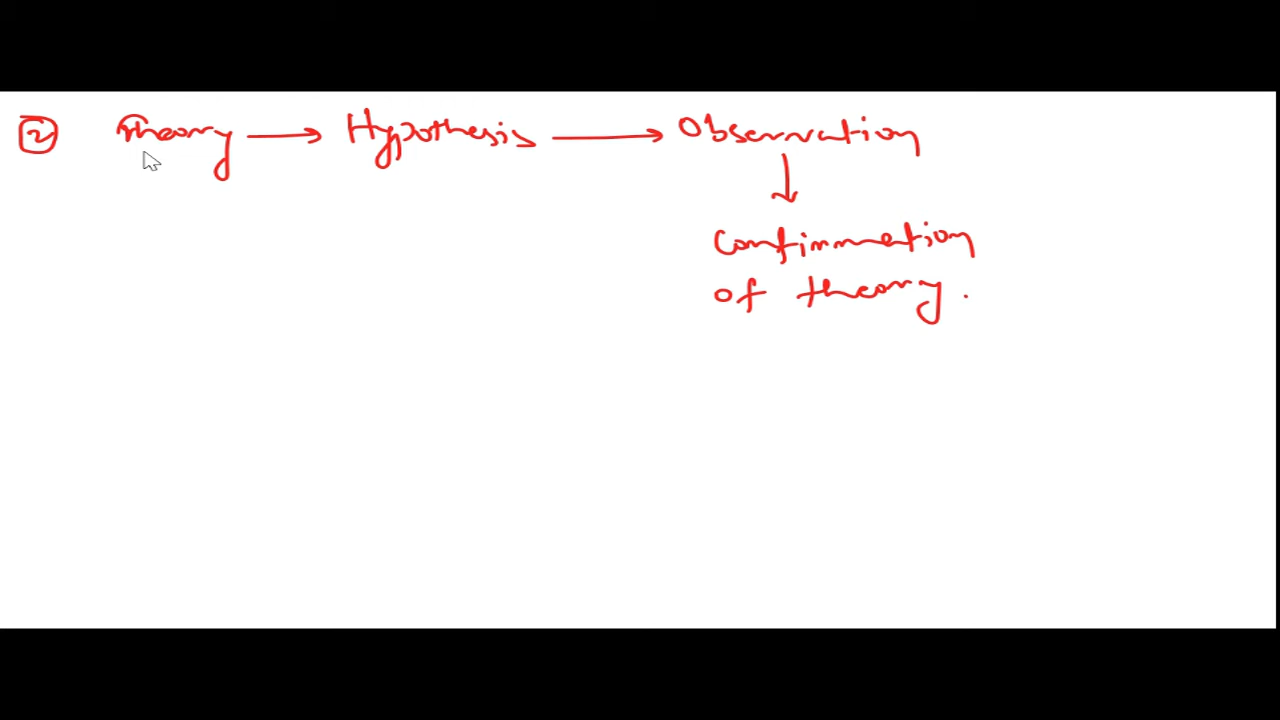 ② Theory → Hypothesis → Observation
↓
Confirmation
of theory.